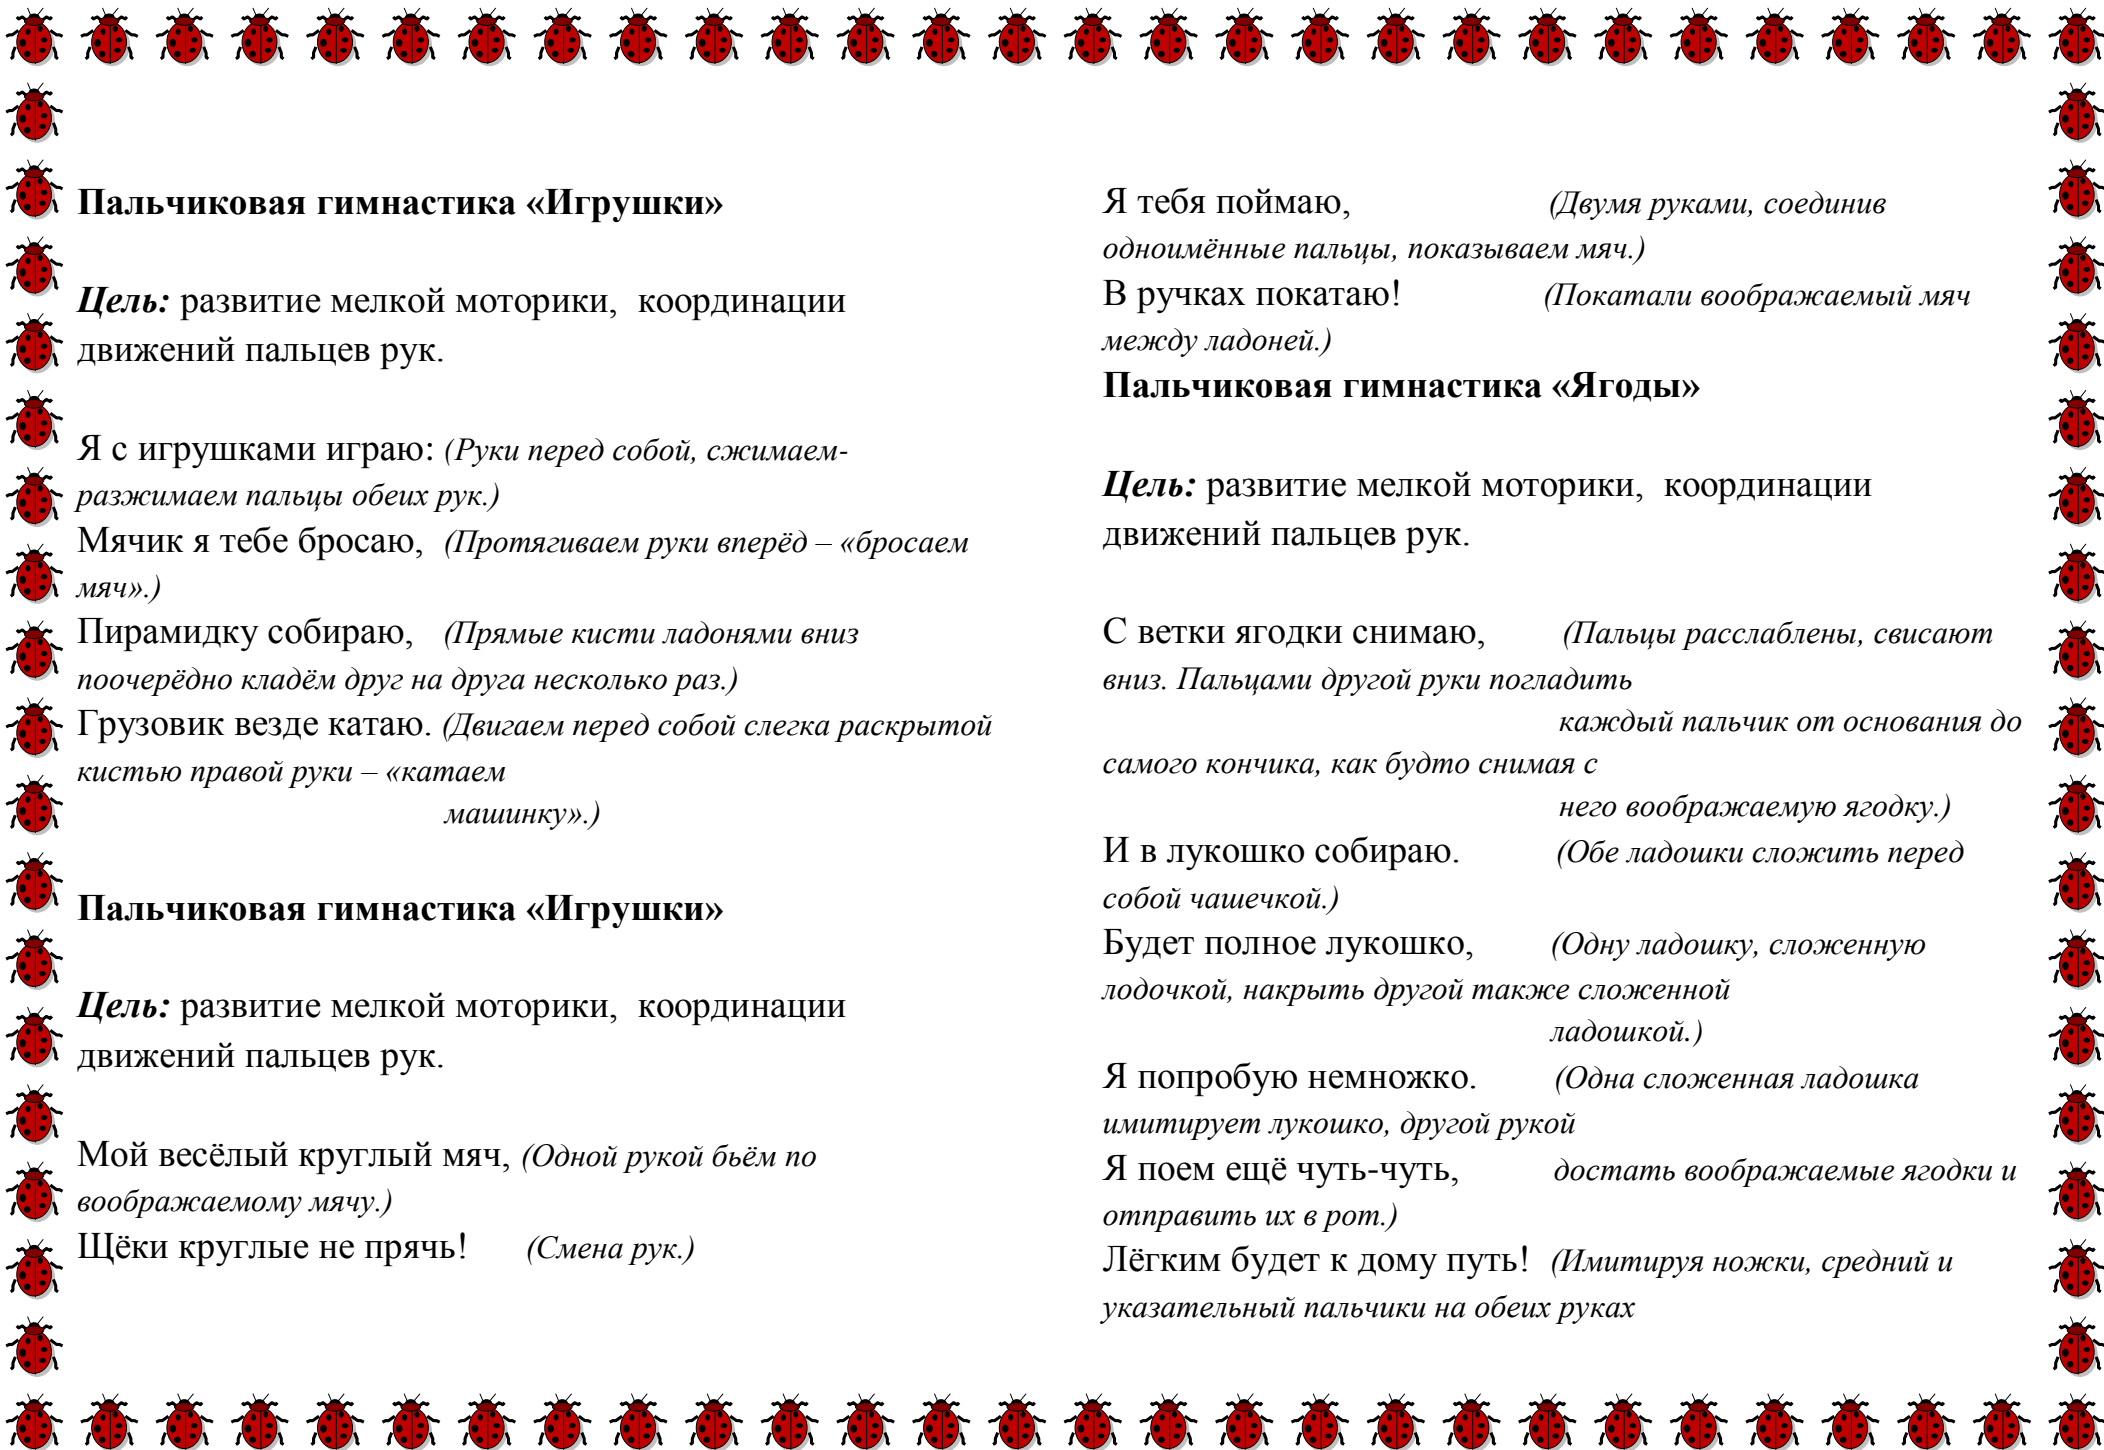 Пальчиковая гимнастика «Игрушки»
Цель: развитие мелкой моторики, координации
движений пальцев рук.
Я с игрушками играю: (Руки перед собой, сжимаем-
разжимаем пальцы обеих рук.)
Мячик я тебе бросаю, (Протягиваем руки вперёд – «бросаем
мяч».)
Пирамидку собираю, (Прямые кисти ладонями вниз
поочерёдно кладём друг на друга несколько раз.)
Грузовик везде катаю. (Двигаем перед собой слегка раскрытой
кистью правой руки – «катаем
машинку».)
Пальчиковая гимнастика «Игрушки»
Цель: развитие мелкой моторики, координации
движений пальцев рук.
Мой весёлый круглый мяч, (Одной рукой бьём по
воображаемому мячу.)
Щёки круглые не прячь! (Смена рук.)
Я тебя поймаю, (Двумя руками, соединив
одноимённые пальцы, показываем мяч.)
В ручках покатаю! (Покатали воображаемый мяч
между ладоней.)
Пальчиковая гимнастика «Ягоды»
Цель: развитие мелкой моторики, координации
движений пальцев рук.
С ветки ягодки снимаю, (Пальцы расслаблены, свисают
вниз. Пальцами другой руки погладить
каждый пальчик от основания до
самого кончика, как будто снимая с
него воображаемую ягодку.)
И в лукошко собираю. (Обе ладошки сложить перед
собой чашечкой.)
Будет полное лукошко, (Одну ладошку, сложенную
лодочкой, накрыть другой также сложенной
ладошкой.)
Я попробую немножко. (Одна сложенная ладошка
имитирует лукошко, другой рукой
Я поем ещё чуть-чуть, достать воображаемые ягодки и
отправить их в рот.)
Лёгким будет к дому путь! (Имитируя ножки, средний и
указательный пальчики на обеих руках